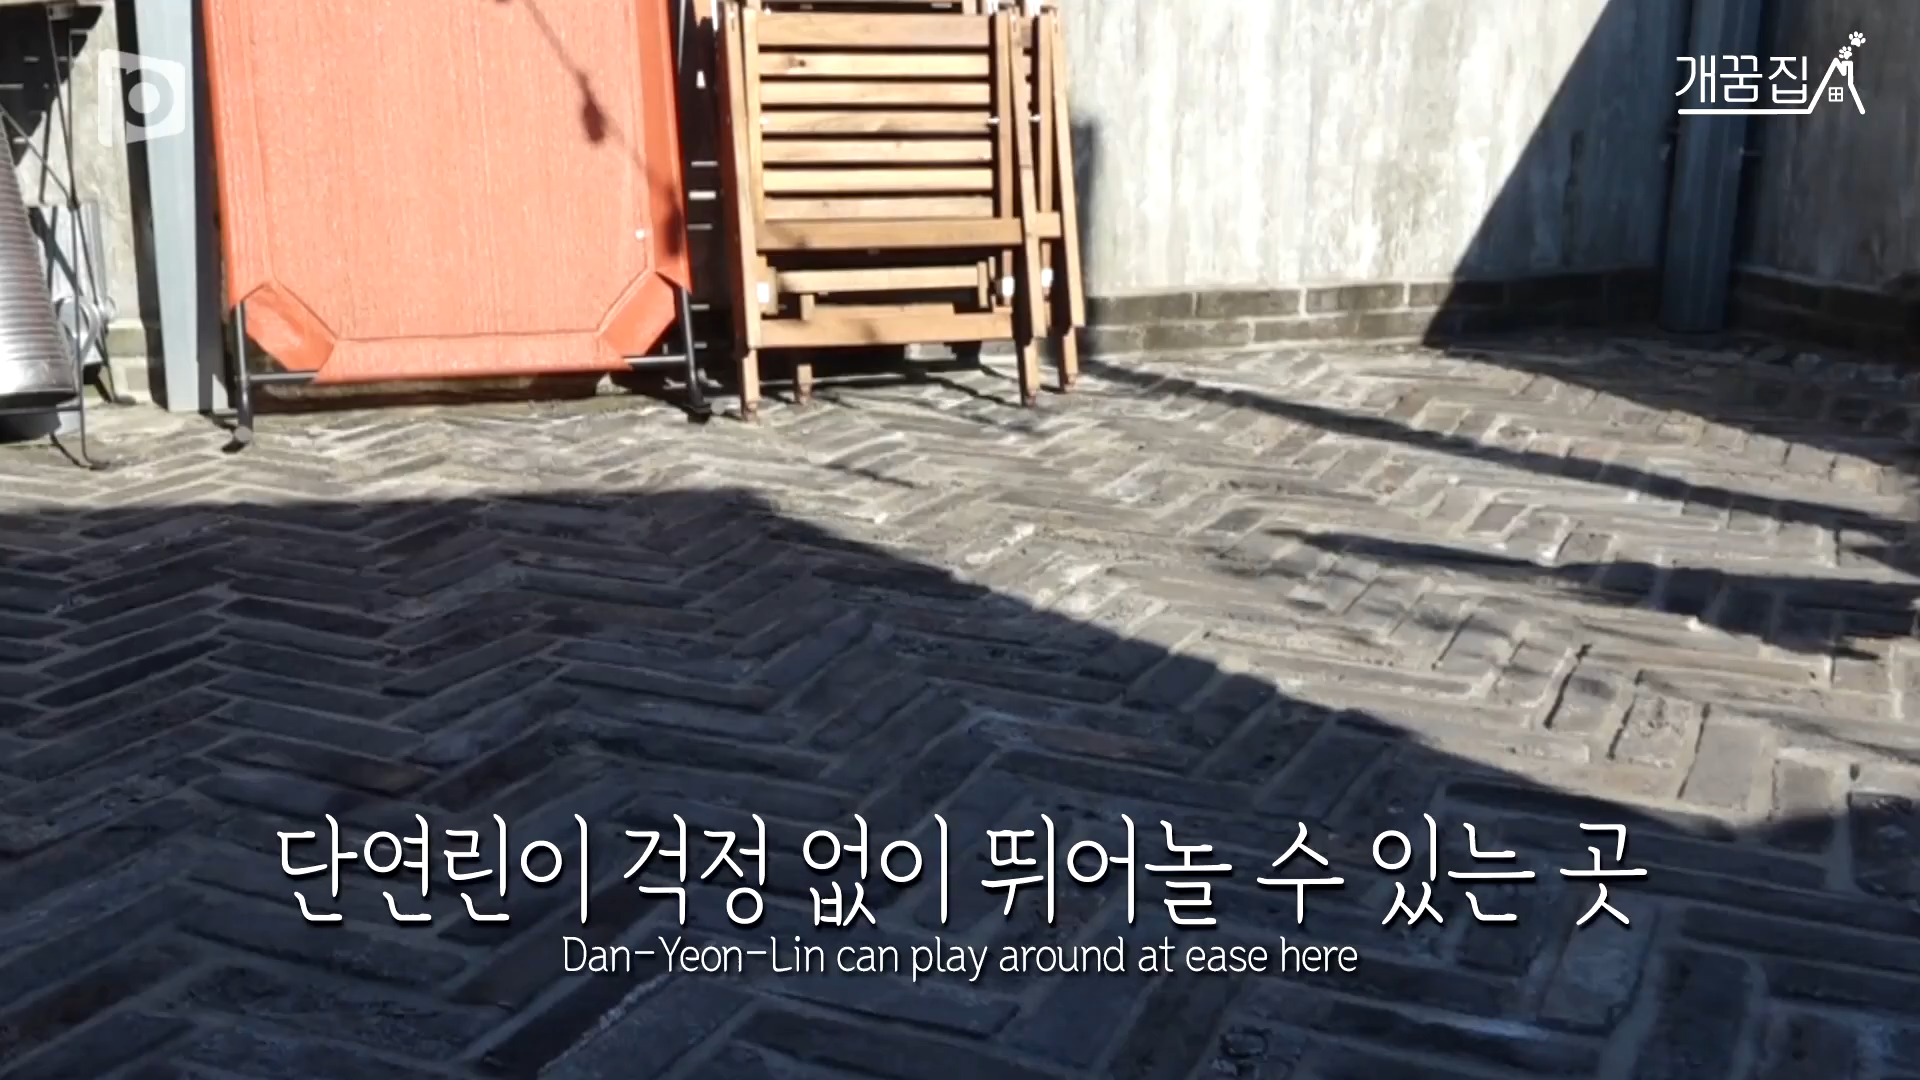 개꿈집
단연린이 걱정 없이 뛰어놀 수 있는 곳
Dan-Yeon-Lin can play around at ease here